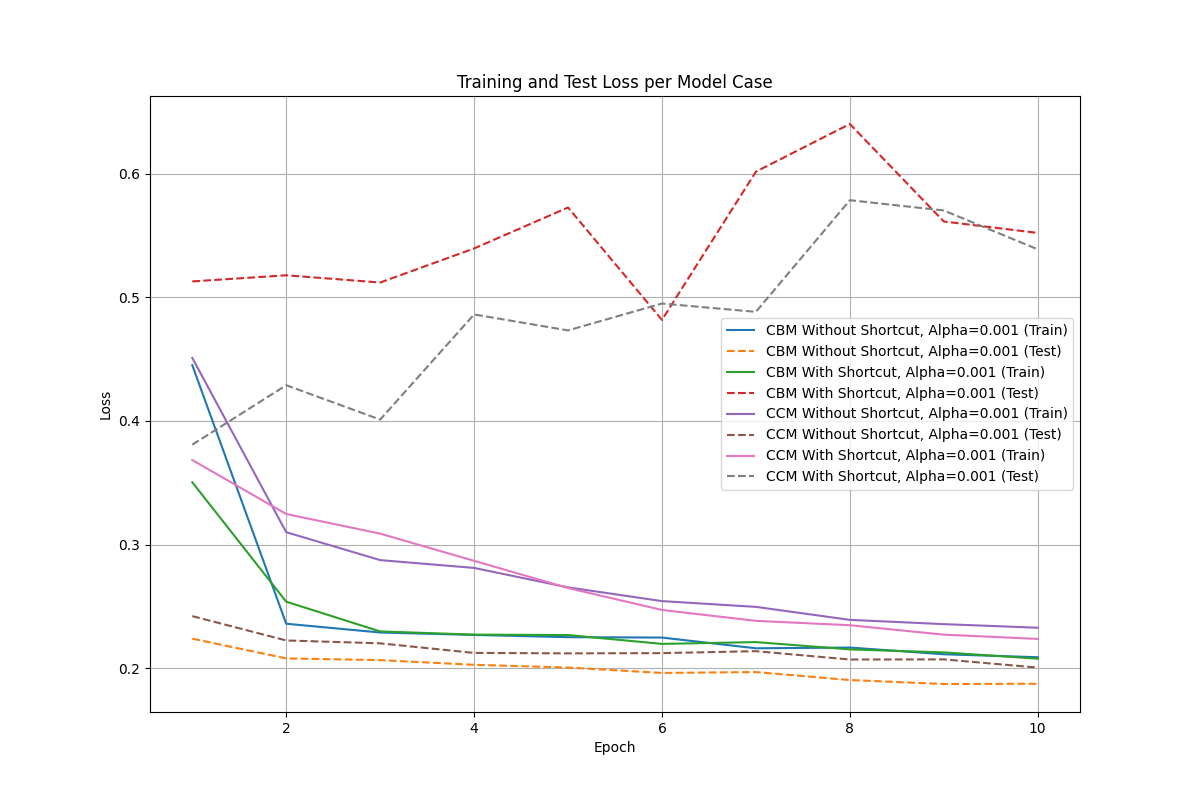 Training and Test Loss per Model Case
0.6
0.5
0.4
0.3
0.2
Loss
CBM Without Shortcut, Alpha=0.001 (Train)
CBM Without Shortcut, Alpha=0.001 (Test)
CBM With Shortcut, Alpha=0.001 (Train)
CBM With Shortcut, Alpha=0.001 (Test)
CCM Without Shortcut, Alpha=0.001 (Train)
CCM Without Shortcut, Alpha=0.001 (Test)
CCM With Shortcut, Alpha=0.001 (Train)
CCM With Shortcut, Alpha=0.001 (Test)
2 4 6 8 10
Epoch